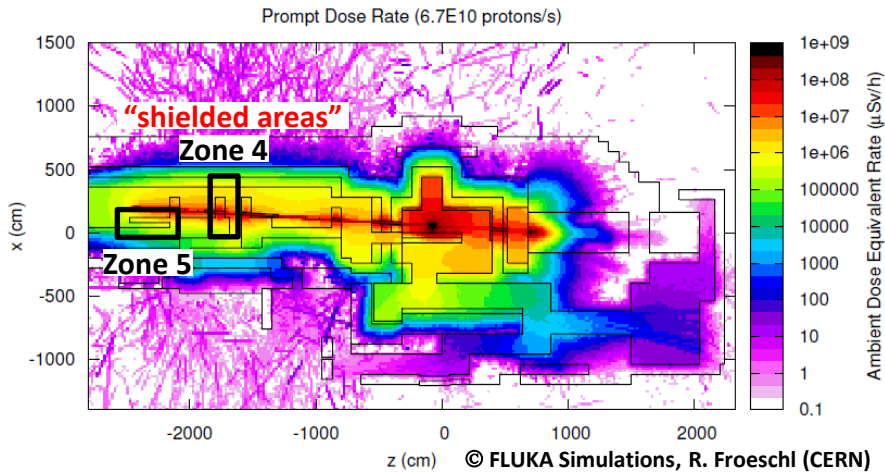 Prompt Dose Rate (6.7E10 protons/s)
1500
1000
500
0
-500
-1000
x (cm)
“shielded areas”
Zone 4
Zone 5
-2000
-1000
0
1000
2000
z (cm)
1e+09
1e+08
1e+07
1e+06
100000
10000
1000
100
10
1
0.1
Ambient Dose Equivalent Rate (μSv/h)
© FLUKA Simulations, R. Froeschl (CERN)